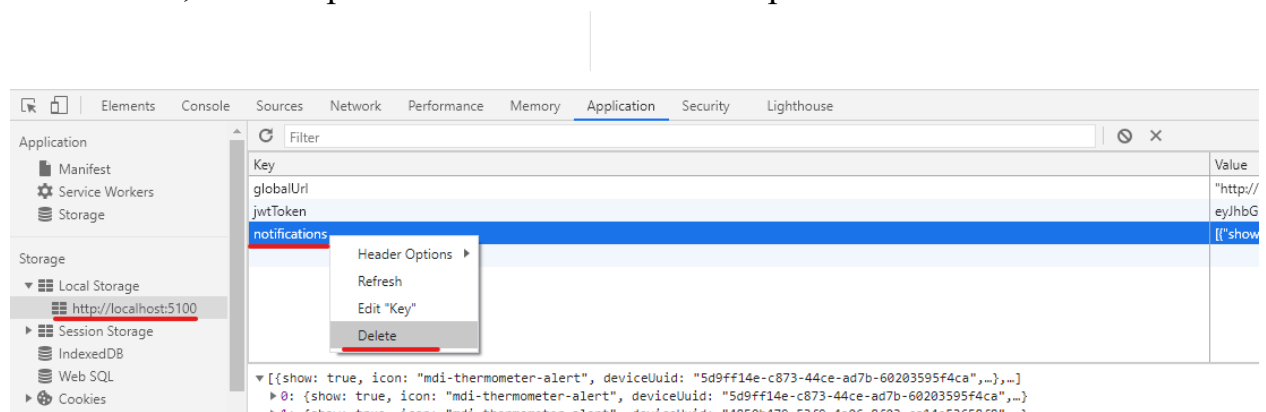 Elements Console Sources Network Performance Memory Application Security Lighthouse
Application
Filter
Manifest
Service Workers
Storage
Key Value
globalUrl "http://
jwtToken eyJhbG
notifications [{"show
Header Options
Refresh
Edit "Key"
Delete
Storage
Local Storage
http://localhost:5100
Session Storage
IndexedDB
Web SQL
Cookies
[{show: true, icon: "mdi-thermometer-alert", deviceUuid: "5d9ff14e-c873-44ce-ad7b-60203595f4ca",…},…]
0: {show: true, icon: "mdi-thermometer-alert", deviceUuid: "5d9ff14e-c873-44ce-ad7b-60203595f4ca",…}